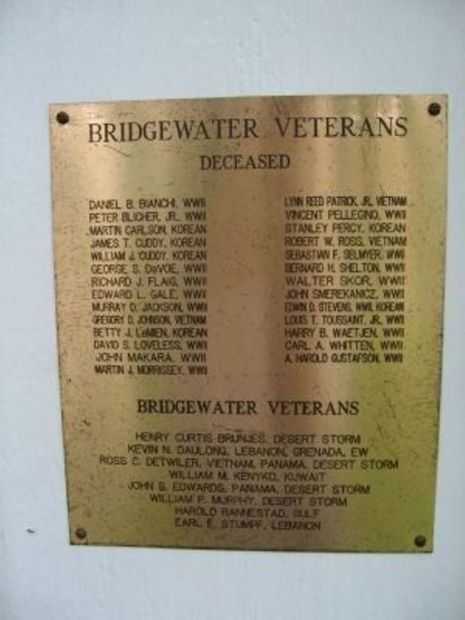 BRIDGEWATER VETERANS
DECEASED
DANIEL B. BIANCHI, WWII
PETER BLICHER, JR., WWII
MARTIN CARLSON, KOREAN
JAMES T. CUDDY, KOREAN
WILLIAM J. CUDDY, KOREAN
GEORGE S. DeVOE, WWII
RICHARD J. FLAIG, WWII
EDWARD L. GALE, WWII
MURRAY D. JACKSON, WWII
GREGORY D. JOHNSON, VIETNAM
BETTY J. LeMIEN, KOREAN
DAVID S. LOVELESS, WWII
JOHN MAKARA, WWII
MARTIN J. MORRISSEY, WWII
LYNN REED PATRICK, JR., VIETNAM
VINCENT PELLEGINO, WWII
STANLEY PERCY, KOREAN
ROBERT W. ROSS, VIETNAM
SEBASTIAN F. SELMYER, WWII
BERNARD H. SHELTON, WWII
WALTER SKOR, WWII
JOHN SMEREKANICZ, WWII
EDWIN D. STEVENS, WWII, KOREAN
LOUIS T. TOUSSANT, JR., WWII
HARRY B. WAETJEN, WWII
CARL A. WHITTEN, WWII
A. HAROLD GUSTAFSON, WWII
BRIDGEWATER VETERANS
HENRY CURTIS BRUNJES, DESERT STORM
KEVIN N. DAULONG, LEBANON, GRENADA, EW
ROSS C. DETWILER, VIETNAM, PANAMA, DESERT STORM
WILLIAM M. KENYKO, KUWAIT
JOHN S. EDWARDS, PANAMA, DESERT STORM
WILLIAM P. MURPHY, DESERT STORM
HAROLD RANNESTAD, GULF
EARL E. STUMPF, LEBANON